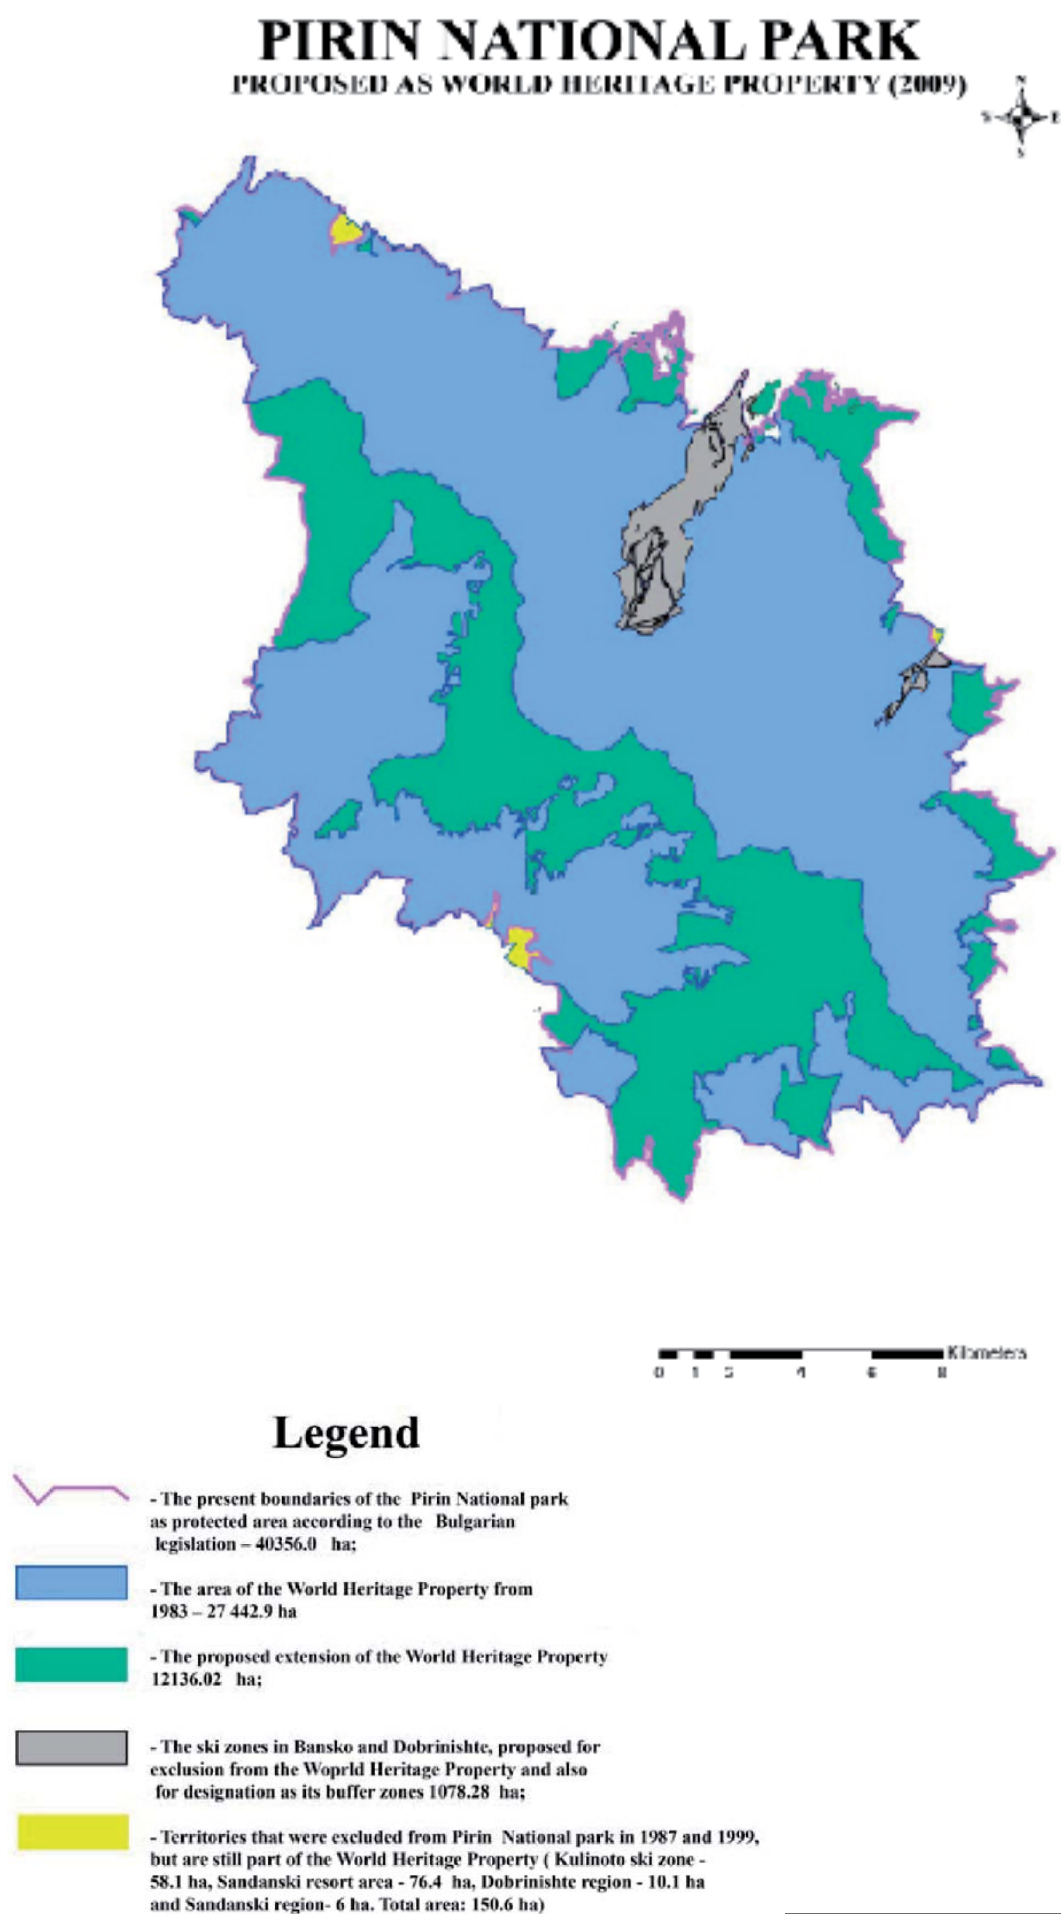 PIRIN NATIONAL PARK
PROPOSED AS WORLD HERITAGE PROPERTY (2009)
N
S E
S
Kilometers
0 1 2 4 6 8
Legend
- The present boundaries of the Pirin National park
as protected area according to the Bulgarian
legislation – 40356.0 ha;
- The area of the World Heritage Property from
1983 – 27 442.9 ha
- The proposed extension of the World Heritage Property
12136.02 ha;
- The ski zones in Bansko and Dobrinishte, proposed for
exclusion from the Woprld Heritage Property and also
for designation as its buffer zones 1078.28 ha;
- Territories that were excluded from Pirin National park in 1987 and 1999,
but are still part of the World Heritage Property ( Kulinoto ski zone -
58.1 ha, Sandanski resort area - 76.4 ha, Dobrinishte region - 10.1 ha
and Sandanski region- 6 ha. Total area: 150.6 ha)